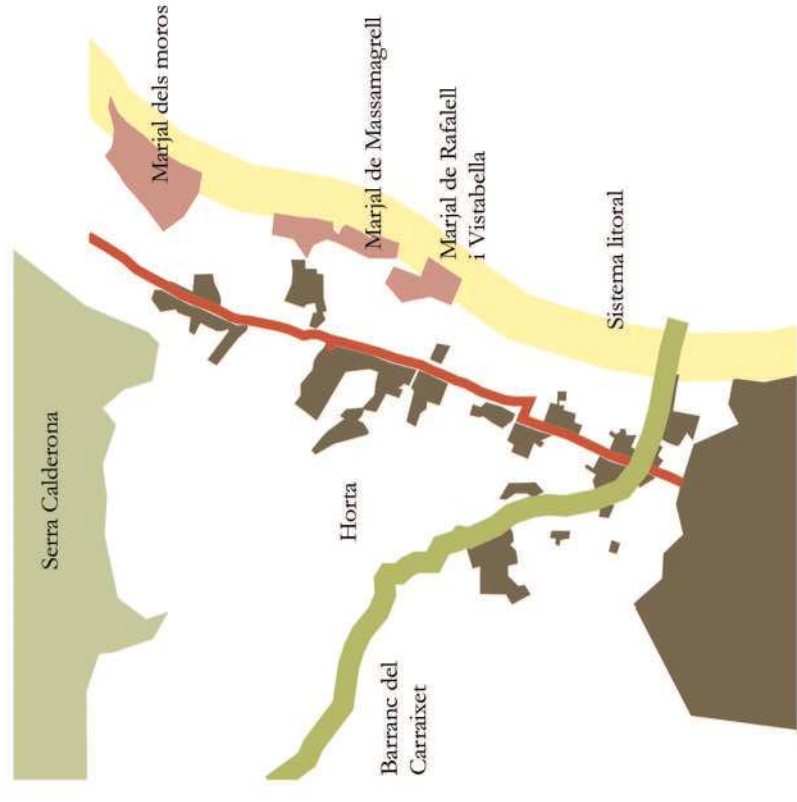 Serra Calderona
Marjal dels moros
Marjal de Massamagrell
Marjal de Rafalell
i Vistabella
Horta
Sistema litoral
Barranc del
Carraixet